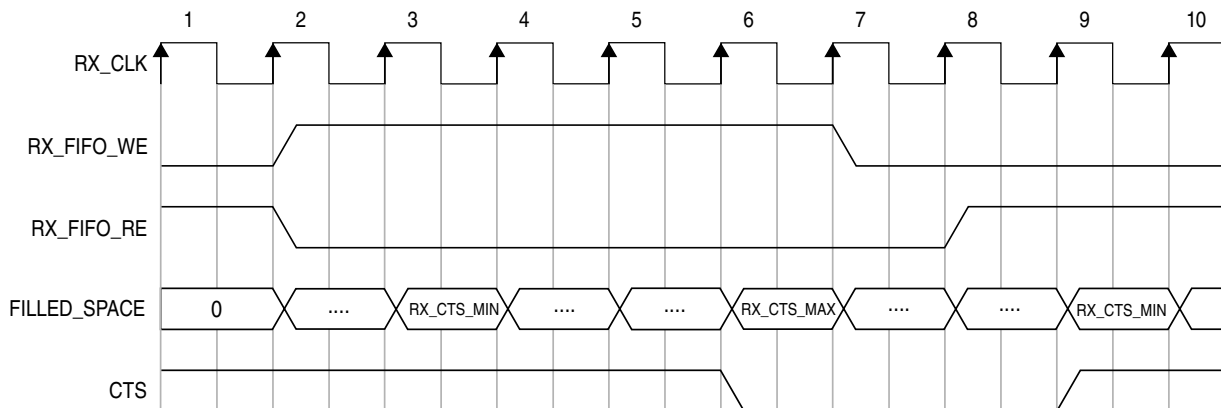 1 2 3 4 5 6 7 8 9 10
RX_CLK
RX_FIFO_WE
RX_FIFO_RE
FILLED_SPACE 0 .... RX_CTS_MIN .... .... RX_CTS_MAX .... .... RX_CTS_MIN
CTS